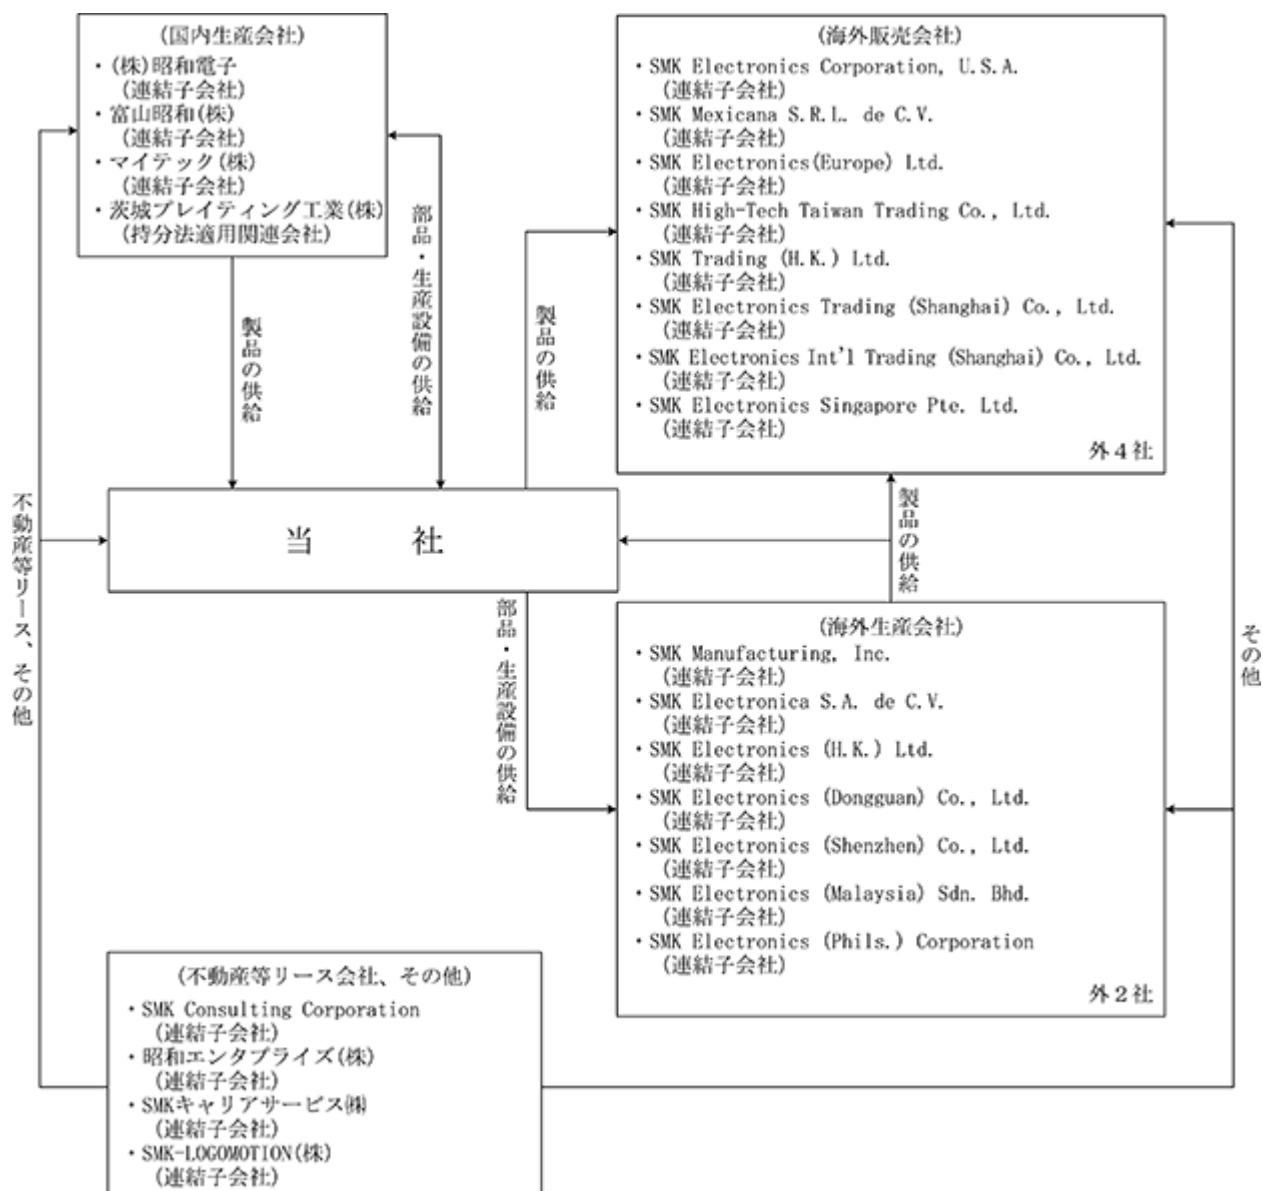 (国内生産会社)
・(株)昭和電子
(連結子会社)
・富山昭和(株)
(連結子会社)
・マイテック(株)
(連結子会社)
・茨城プレイティング工業(株)
(持分法適用関連会社)
(海外販売会社)
・SMK Electronics Corporation, U.S.A.
(連結子会社)
・SMK Mexicana S.R.L. de C.V.
(連結子会社)
・SMK Electronics(Europe) Ltd.
(連結子会社)
・SMK High-Tech Taiwan Trading Co., Ltd.
(連結子会社)
・SMK Trading (H.K.) Ltd.
(連結子会社)
・SMK Electronics Trading (Shanghai) Co., Ltd.
(連結子会社)
・SMK Electronics Int'l Trading (Shanghai) Co., Ltd.
(連結子会社)
・SMK Electronics Singapore Pte. Ltd.
(連結子会社)
外4社
製品の供給
部品・生産設備の供給
製品の供給
当社
製品の供給
部品・生産設備の供給
不動産等リース、その他
その他
(海外生産会社)
・SMK Manufacturing, Inc.
(連結子会社)
・SMK Electronica S.A. de C.V.
(連結子会社)
・SMK Electronics (H.K.) Ltd.
(連結子会社)
・SMK Electronics (Dongguan) Co., Ltd.
(連結子会社)
・SMK Electronics (Shenzhen) Co., Ltd.
(連結子会社)
・SMK Electronics (Malaysia) Sdn. Bhd.
(連結子会社)
・SMK Electronics (Phils.) Corporation
(連結子会社)
外2社
(不動産等リース会社、その他)
・SMK Consulting Corporation
(連結子会社)
・昭和エンタプライズ(株)
(連結子会社)
・SMKキャリアサービス㈱
(連結子会社)
・SMK-LOGOMOTION(株)
(連結子会社)